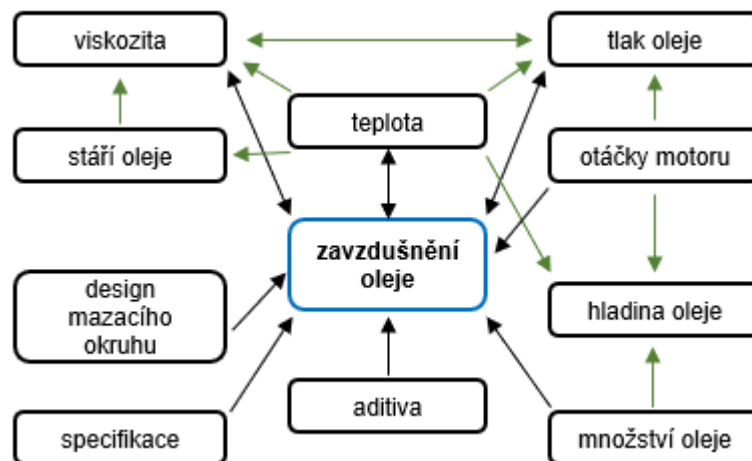 viskozita
tlak oleje
teplota
stáří oleje
otáčky motoru
zavzdušnění
oleje
design
mazacího
okruhu
hladina oleje
aditiva
specifikace
množství oleje